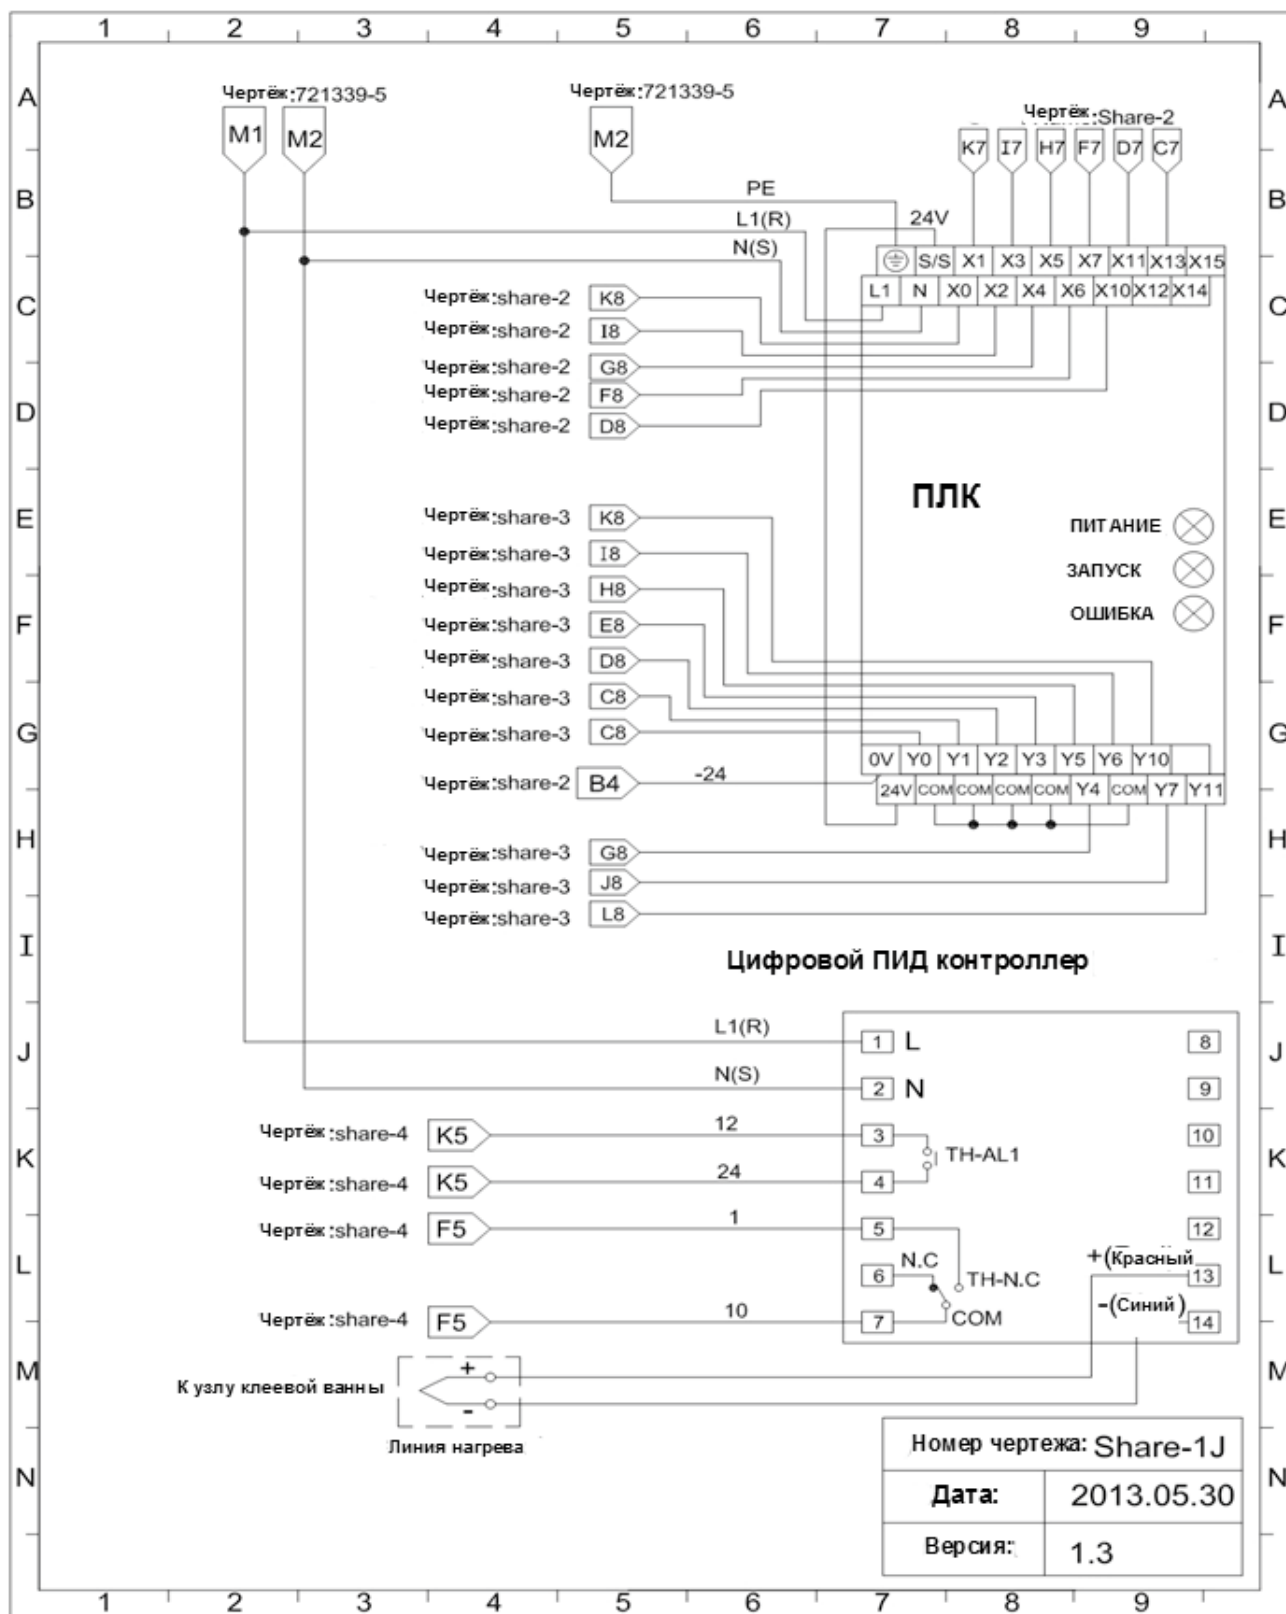 1 2 3 4 5 6 7 8 9
A A
Чертёж:721339-5 Чертёж:721339-5
Чертёж:Share-2
M1 M2 M2
K7 I7 H7 F7 D7 C7
B B
PE
L1(R) 24V
N(S)
S/S X1 X3 X5 X7 X11 X13 X15
L1 N X0 X2 X4 X6 X10 X12 X14
C C
Чертёж:share-2 K8
Чертёж:share-2 I8
Чертёж:share-2 G8
Чертёж:share-2 F8
D D
Чертёж:share-2 D8
ПЛК
E E
Чертёж:share-3 K8
ПИТАНИЕ
Чертёж:share-3 I8
ЗАПУСК
Чертёж:share-3 H8
ОШИБКА
F F
Чертёж:share-3 E8
Чертёж:share-3 D8
Чертёж:share-3 C8
G G
Чертёж:share-3 C8
0V Y0 Y1 Y2 Y3 Y5 Y6 Y10
Чертёж:share-2 B4 -24
24V COM COM COM COM Y4 COM Y7 Y11
H H
Чертёж:share-3 G8
Чертёж:share-3 J8
Чертёж:share-3 L8
I I
Цифровой ПИД контроллер
J J
L1(R) 1 L 8
N(S) 2 N 9
Чертёж:share-4 K5 12 3 10
K TH-AL1 K
Чертёж:share-4 K5 24 4 11
Чертёж:share-4 F5 1 5 12
L L
N.C +(Красный
6 TH-N.C 13
-(Синий)
Чертёж:share-4 F5 10 7 COM 14
M M
К узлу клеевой ванны + -
Линия нагрева
N N
Номер чертежа: Share-1J
Дата: 2013.05.30
Версия: 1.3
1 2 3 4 5 6 7 8 9